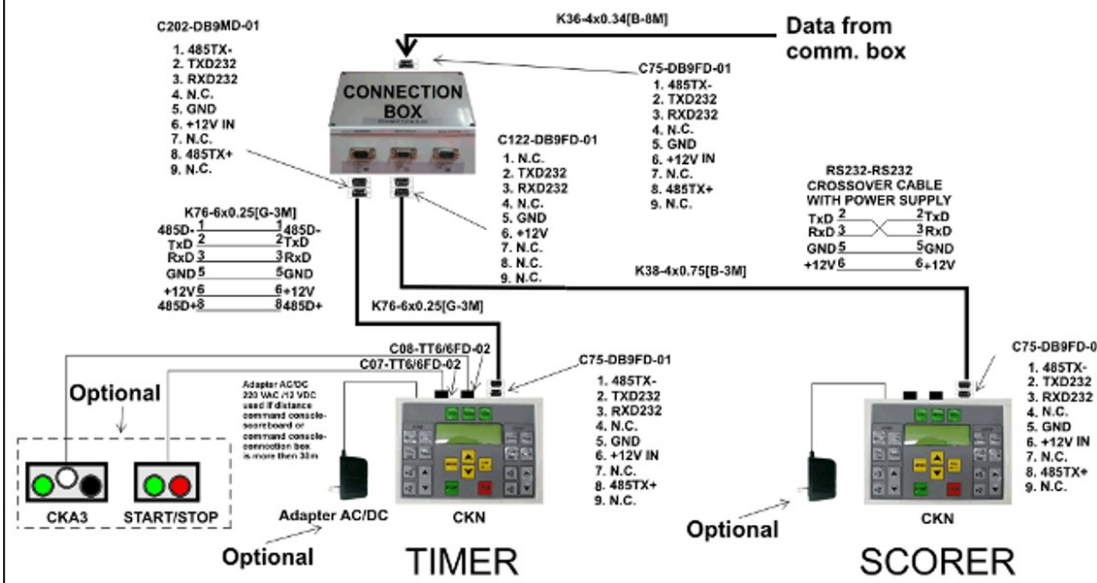 C202-DB9MD-01
1. 485TX-
2. TXD232
3. RXD232
4. N.C.
5. GND
6. +12V IN
7. N.C.
8. 485TX+
9. N.C.
K36-4x0.34[B-8M]
Data from
comm. box
CONNECTION
BOX
C75-DB9FD-01
1. 485TX-
2. TXD232
3. RXD232
4. N.C.
5. GND
6. +12V IN
7. N.C.
8. 485TX+
9. N.C.
C122-DB9FD-01
1. N.C.
2. TXD232
3. RXD232
4. N.C.
5. GND
6. +12V
7. N.C.
8. N.C.
9. N.C.
RS232-RS232
CROSSOVER CABLE
WITH POWER SUPPLY
TxD 2 2 TxD
RxD 3 3 RxD
GND 5 5 GND
+12V 6 6 +12V
K76-6x0.25[G-3M]
485D- 1 1 485D-
TxD 2 2 TxD
RxD 3 3 RxD
GND 5 5 GND
+12V 6 6 +12V
485D+ 8 8 485D+
K38-4x0.75[B-3M]
K76-6x0.25[G-3M]
C08-TT6/6FD-02
C07-TT6/6FD-02
Optional
Adapter AC/DC
220 VAC /12 VDC
used if distance
command console-
scoreboard or
command console-
connection box
is more then 30m
C75-DB9FD-01
1. 485TX-
2. TXD232
3. RXD232
4. N.C.
5. GND
6. +12V IN
7. N.C.
8. 485TX+
9. N.C.
C75-DB9FD-0
1. 485TX-
2. TXD232
3. RXD232
4. N.C.
5. GND
6. +12V IN
7. N.C.
8. 485TX+
9. N.C.
CKA3
START/STOP
Adapter AC/DC
CKN
CKN
Optional
Optional
TIMER
SCORER